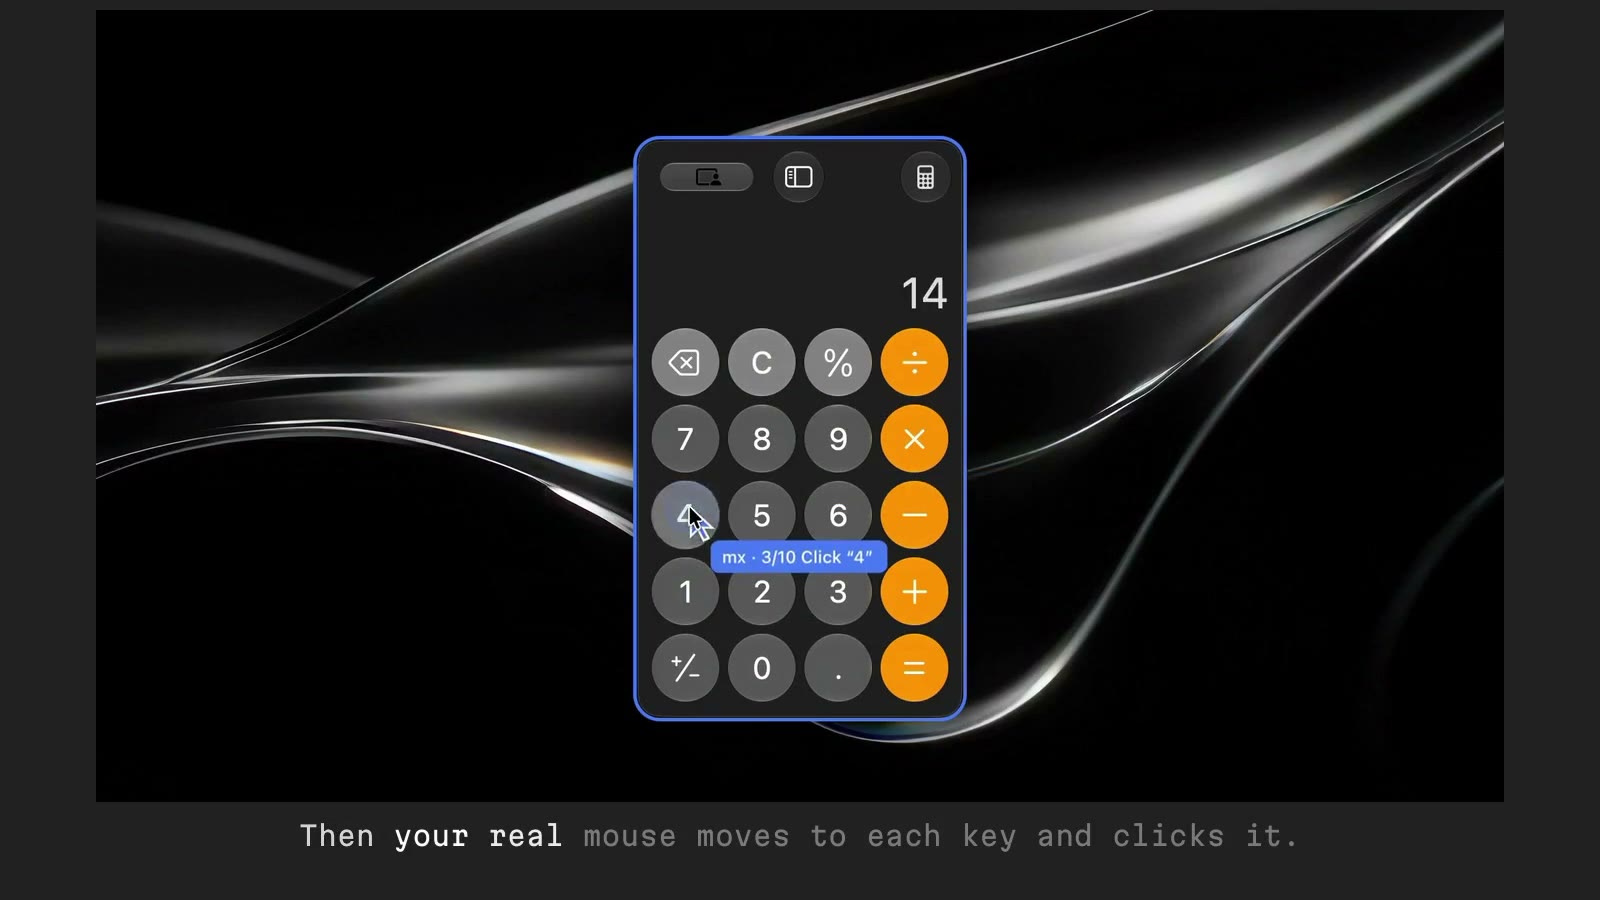 14
C % ÷
7 8 9 ×
4 5 6 −
mx · 3/10 Click “4”
1 2 3 +
+/− 0 . =
Then your real mouse moves to each key and clicks it.